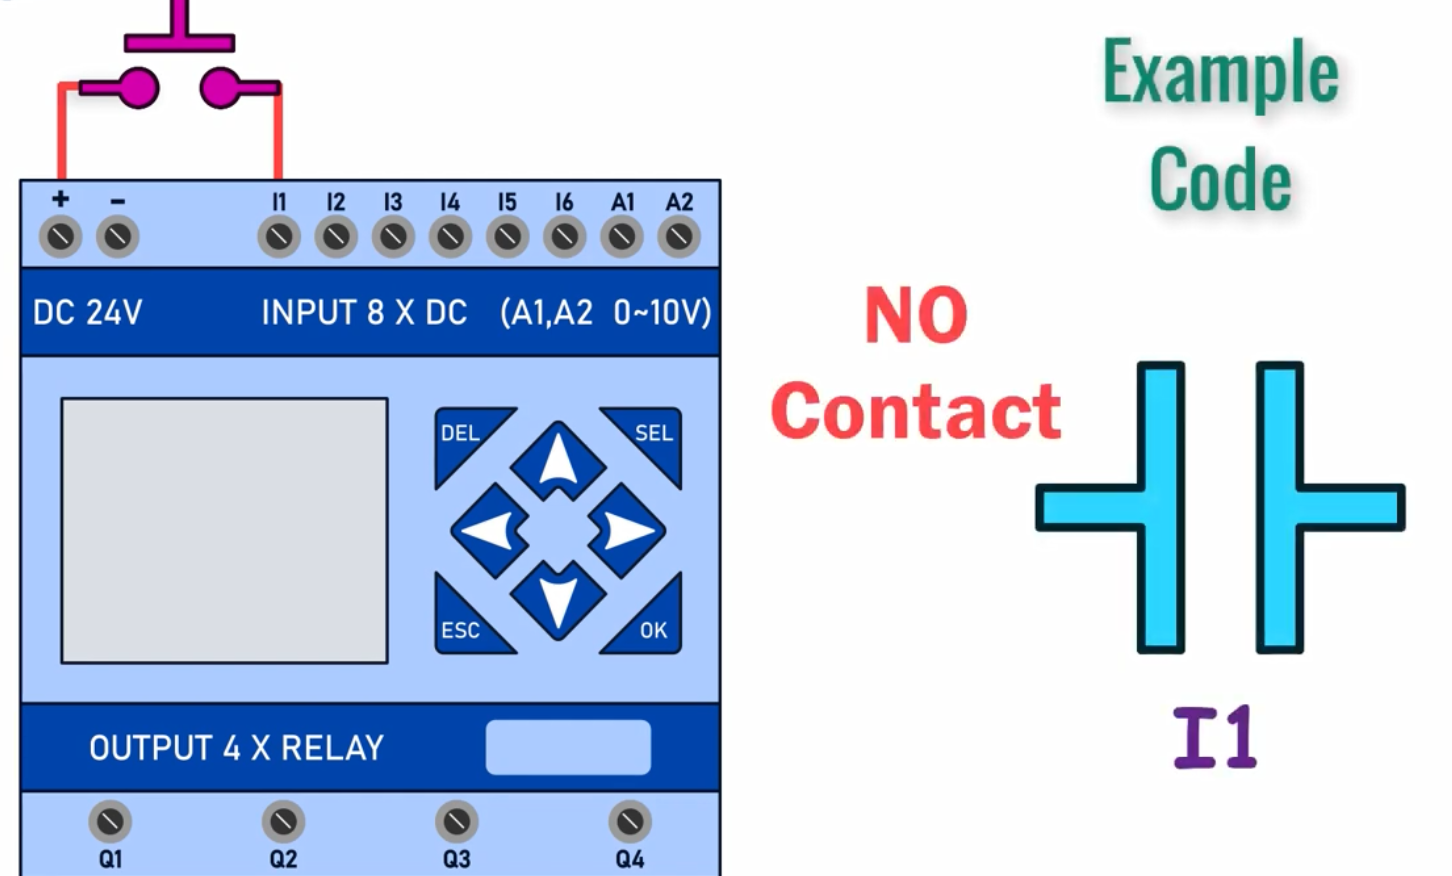 Example
Code
+ − I1 I2 I3 I4 I5 I6 A1 A2
DC 24V INPUT 8 X DC (A1,A2 0~10V)
NO
Contact
DEL SEL
ESC OK
I1
OUTPUT 4 X RELAY
Q1 Q2 Q3 Q4